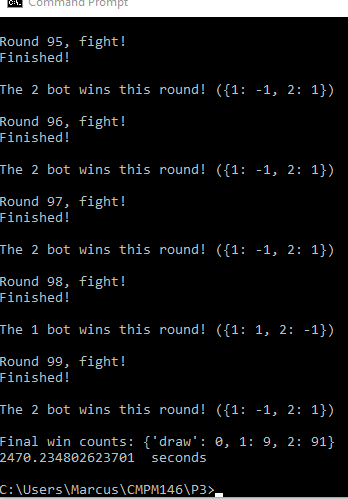 Command Prompt
Round 95, fight!
Finished!
The 2 bot wins this round! ({1: -1, 2: 1})
Round 96, fight!
Finished!
The 2 bot wins this round! ({1: -1, 2: 1})
Round 97, fight!
Finished!
The 2 bot wins this round! ({1: -1, 2: 1})
Round 98, fight!
Finished!
The 1 bot wins this round! ({1: 1, 2: -1})
Round 99, fight!
Finished!
The 2 bot wins this round! ({1: -1, 2: 1})
Final win counts: {'draw': 0, 1: 9, 2: 91}
2470.234802623701  seconds
C:\Users\Marcus\CMPM146\P3>